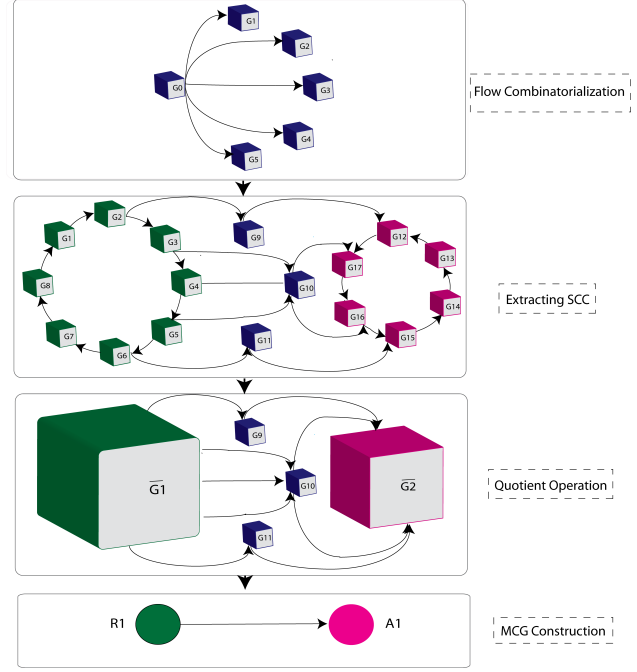 G1
G2
G0
G3
G4
G5
Flow Combinatorialization
G2
G1
G3
G9
G12
G13
G17
G8
G4
G10
G14
G16
G7
G5
G11
G15
G6
Extracting SCC
G9
G1
G10
G2
G11
Quotient Operation
R1
A1
MCG Construction